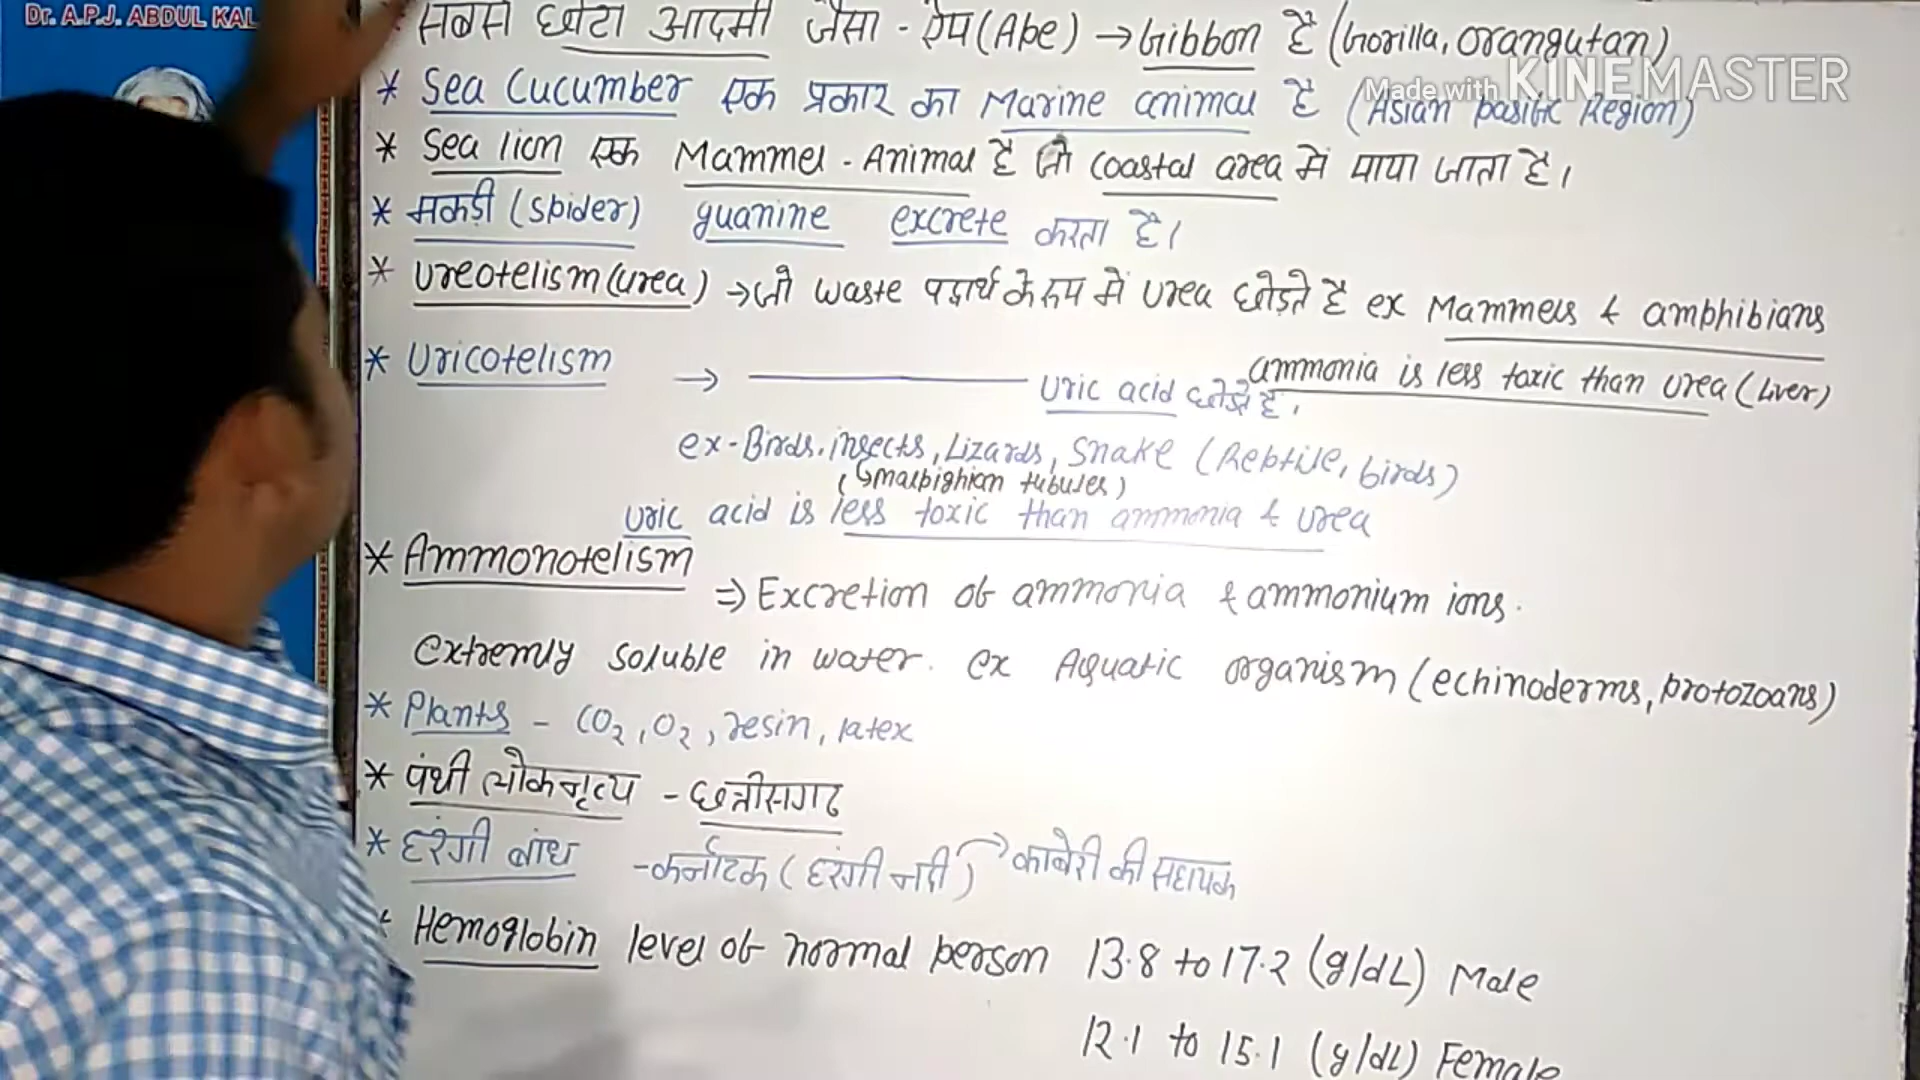 Dr. A.P.J. ABDUL KAL
सबसे छोटा आदमी जैसा - ऐप (Ape) → Gibbon है (Gorilla, orangutan)
Made with KINEMASTER
* Sea Cucumber एक प्रकार का Marine animal है (Asian pasific Region)
* Sea lion एक Mammel - Animal है जो coastal area में पाया जाता है।
* मकड़ी (spider) guanine excrete करता है।
* Ureotelism (urea) → जो waste पदार्थ के रूप में urea छोड़ते है ex Mammels & amphibians
ammonia is less toxic than urea (Liver)
* Uricotelism → ——— Uric acid छोड़ते है।
ex - Birds, insects, Lizards, Snake (Reptile, birds)
(↳malpighian tubules)
uric acid is less toxic than ammonia & urea
* Ammonotelism
⇒ Excretion of ammonia & ammonium ions.
extremly soluble in water. ex Aquatic organism (echinoderms, protozoans)
* Plants - CO₂, O₂, resin, latex
* पंथी लोकनृत्य - छत्तीसगढ़
* हरंगी बांध - कर्नाटक (हरंगी नदी) → कावेरी की सहायक
* Hemoglobin level of normal person 13.8 to 17.2 (g/dL) Male
12.1 to 15.1 (g/dL) Female